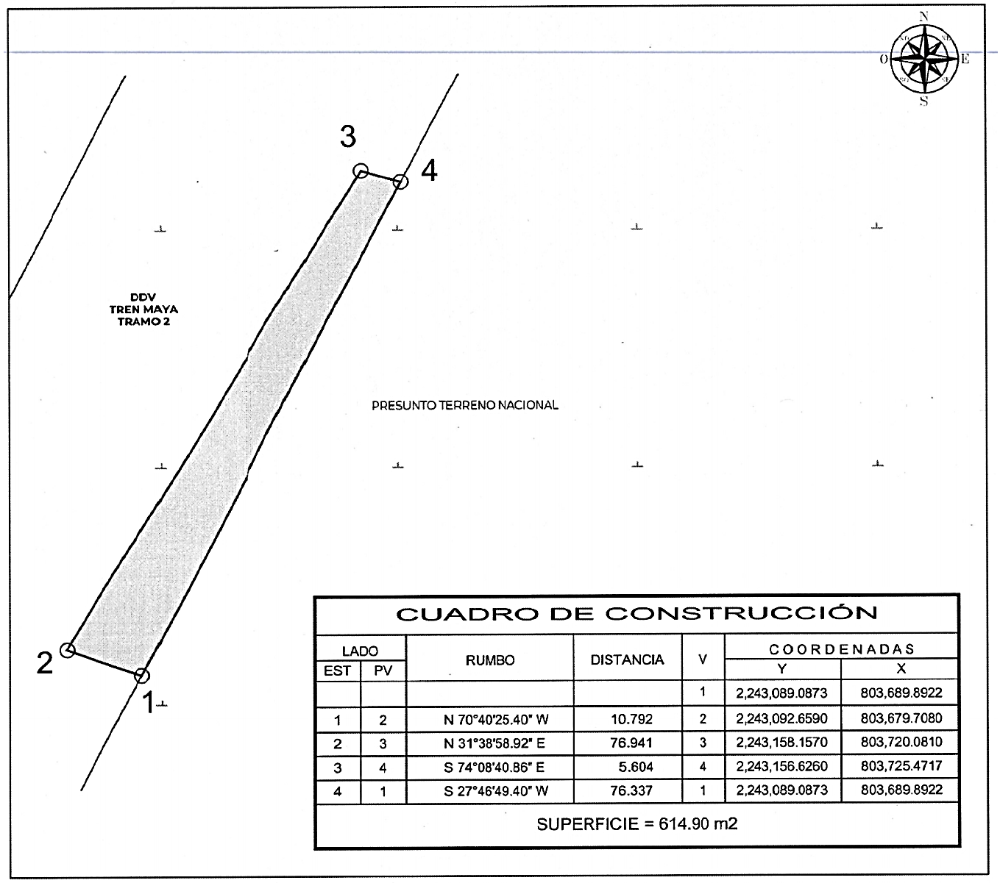 N
NO NE
O E
SO SE
S
3
4
DDV
TREN MAYA
TRAMO 2
PRESUNTO TERRENO NACIONAL
2
1
CUADRO DE CONSTRUCCIÓN
LADO RUMBO DISTANCIA V COORDENADAS
EST PV Y X
1 2,243,089.0873 803,689.8922
1 2 N 70°40'25.40" W 10.792 2 2,243,092.6590 803,679.7080
2 3 N 31°38'58.92" E 76.941 3 2,243,158.1570 803,720.0810
3 4 S 74°08'40.86" E 5.604 4 2,243,156.6260 803,725.4717
4 1 S 27°46'49.40" W 76.337 1 2,243,089.0873 803,689.8922
SUPERFICIE = 614.90 m2